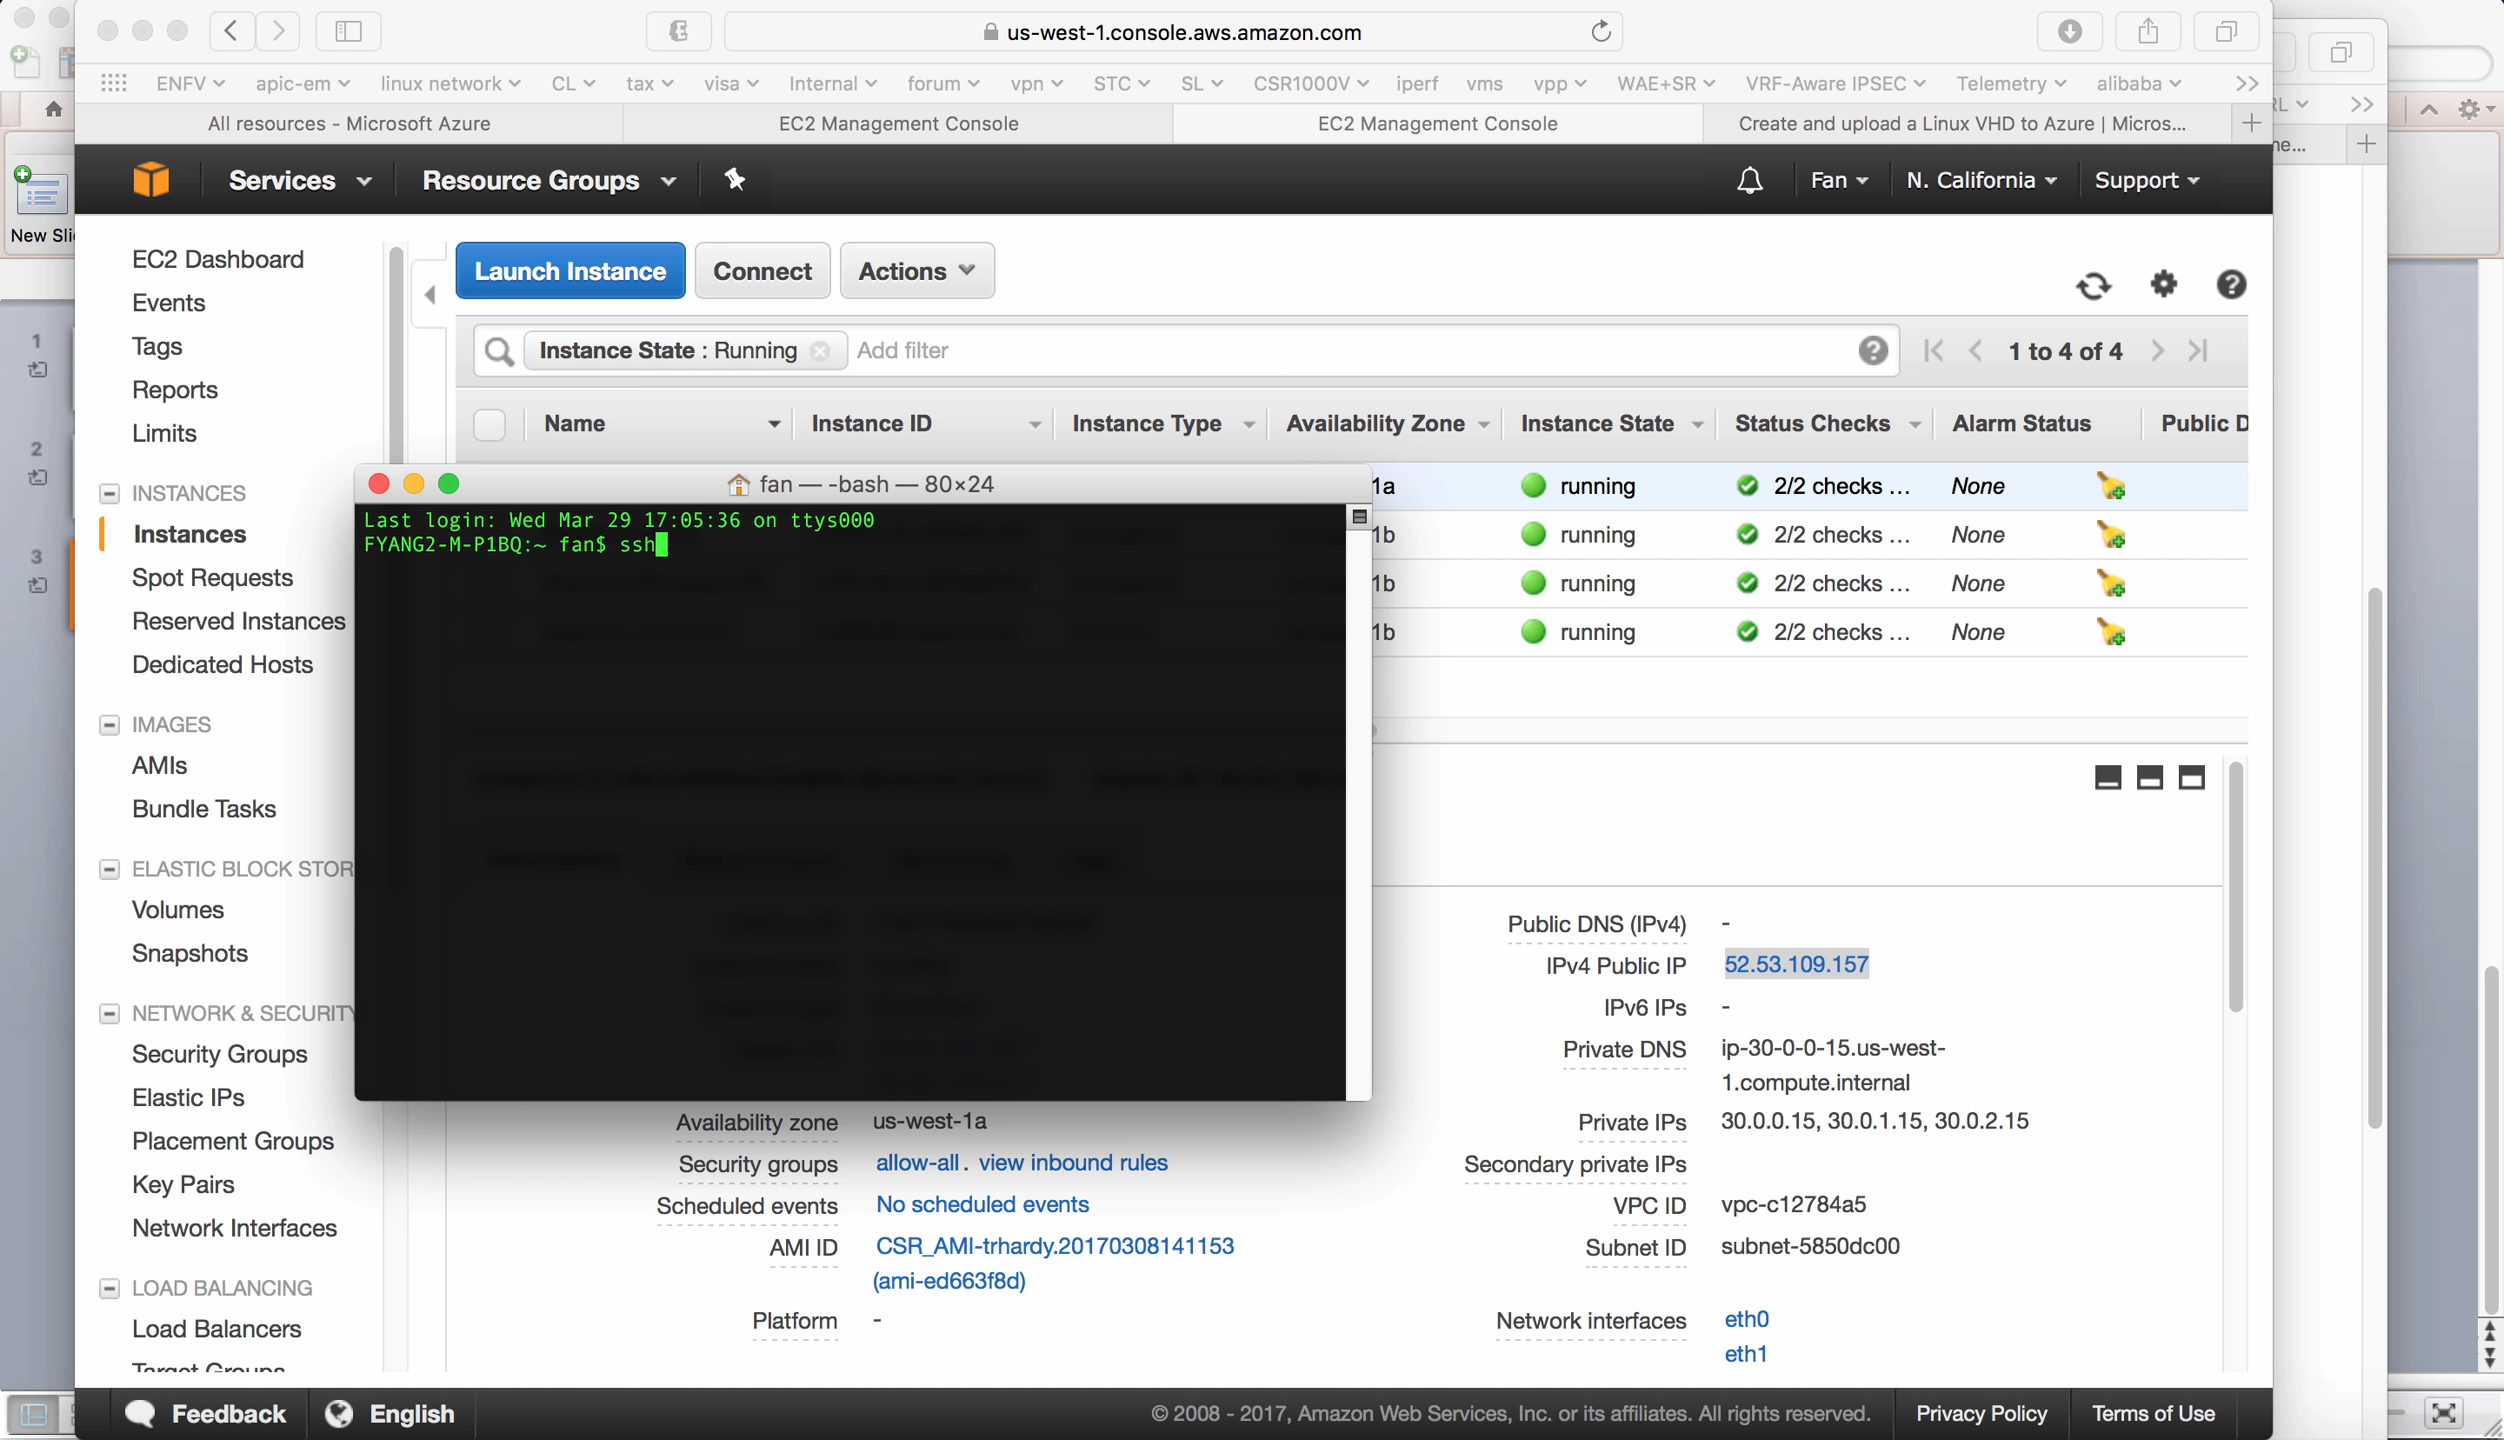 us-west-1.console.aws.amazon.com
ENFV apic-em linux network CL tax visa Internal forum vpn STC SL CSR1000V iperf vms vpp WAE+SR VRF-Aware IPSEC Telemetry alibaba
All resources - Microsoft Azure
EC2 Management Console
EC2 Management Console
Create and upload a Linux VHD to Azure | Micros...
Services
Resource Groups
Fan
N. California
Support
New Sli
1
2
3
EC2 Dashboard
Events
Tags
Reports
Limits
INSTANCES
Instances
Spot Requests
Reserved Instances
Dedicated Hosts
IMAGES
AMIs
Bundle Tasks
ELASTIC BLOCK STOR
Volumes
Snapshots
NETWORK & SECURITY
Security Groups
Elastic IPs
Placement Groups
Key Pairs
Network Interfaces
LOAD BALANCING
Load Balancers
Target Groups
Launch Instance
Connect
Actions
Instance State : Running
Add filter
1 to 4 of 4
Name Instance ID Instance Type Availability Zone Instance State Status Checks Alarm Status Public D
1a running 2/2 checks ... None
1b running 2/2 checks ... None
1b running 2/2 checks ... None
1b running 2/2 checks ... None
fan — -bash — 80×24
Last login: Wed Mar 29 17:05:36 on ttys000
FYANG2-M-P1BQ:~ fan$ ssh
Availability zone us-west-1a
Security groups allow-all. view inbound rules
Scheduled events No scheduled events
AMI ID CSR_AMI-trhardy.20170308141153
(ami-ed663f8d)
Platform -
Public DNS (IPv4) -
IPv4 Public IP 52.53.109.157
IPv6 IPs -
Private DNS ip-30-0-0-15.us-west-
1.compute.internal
Private IPs 30.0.0.15, 30.0.1.15, 30.0.2.15
Secondary private IPs
VPC ID vpc-c12784a5
Subnet ID subnet-5850dc00
Network interfaces eth0
eth1
Feedback
English
© 2008 - 2017, Amazon Web Services, Inc. or its affiliates. All rights reserved.
Privacy Policy
Terms of Use